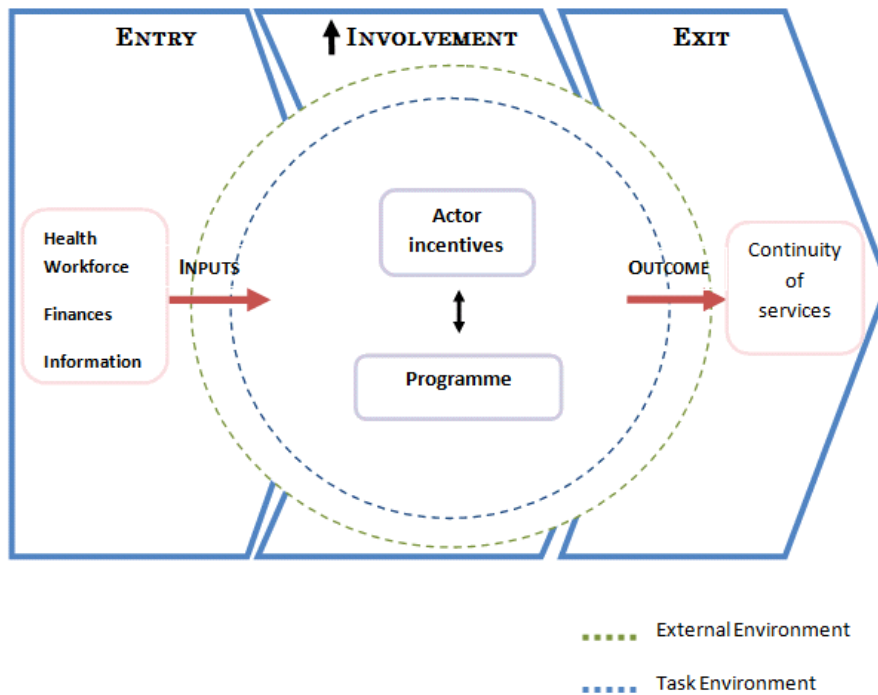 ENTRY
INVOLVEMENT
EXIT
Health
Workforce
Finances
Information
INPUTS
Actor
incentives
Programme
OUTCOME
Continuity
of
services
External Environment
Task Environment